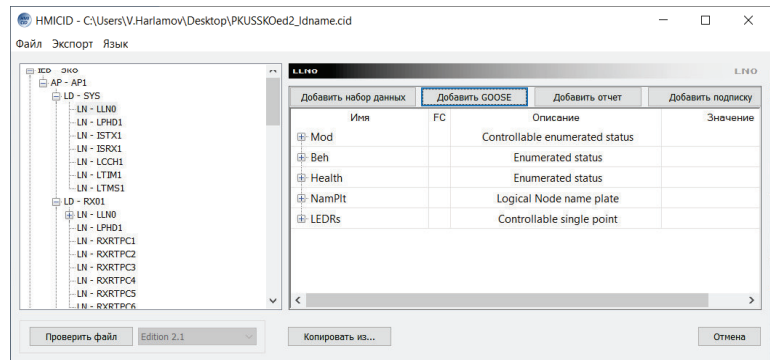 HMICID - C:\Users\V.Harlamov\Desktop\PKUSSKOed2_ldname.cid
Файл Экспорт Язык
IED ЭКО
AP - AP1
LD - SYS
LN - LLN0
LN - LPHD1
LN - ISTX1
LN - ISRX1
LN - LCCH1
LN - LTIM1
LN - LTMS1
LD - RX01
LN - LLN0
LN - LPHD1
LN - RXRTPC1
LN - RXRTPC2
LN - RXRTPC3
LN - RXRTPC4
LN - RXRTPC5
LN - RXRTPC6
LLN0 LLN0
Добавить набор данных Добавить GOOSE Добавить отчет Добавить подписку
Имя FC Описание Значение
Mod Controllable enumerated status
Beh Enumerated status
Health Enumerated status
NamPlt Logical Node name plate
LEDRs Controllable single point
Проверить файл Edition 2.1 Копировать из... Отмена